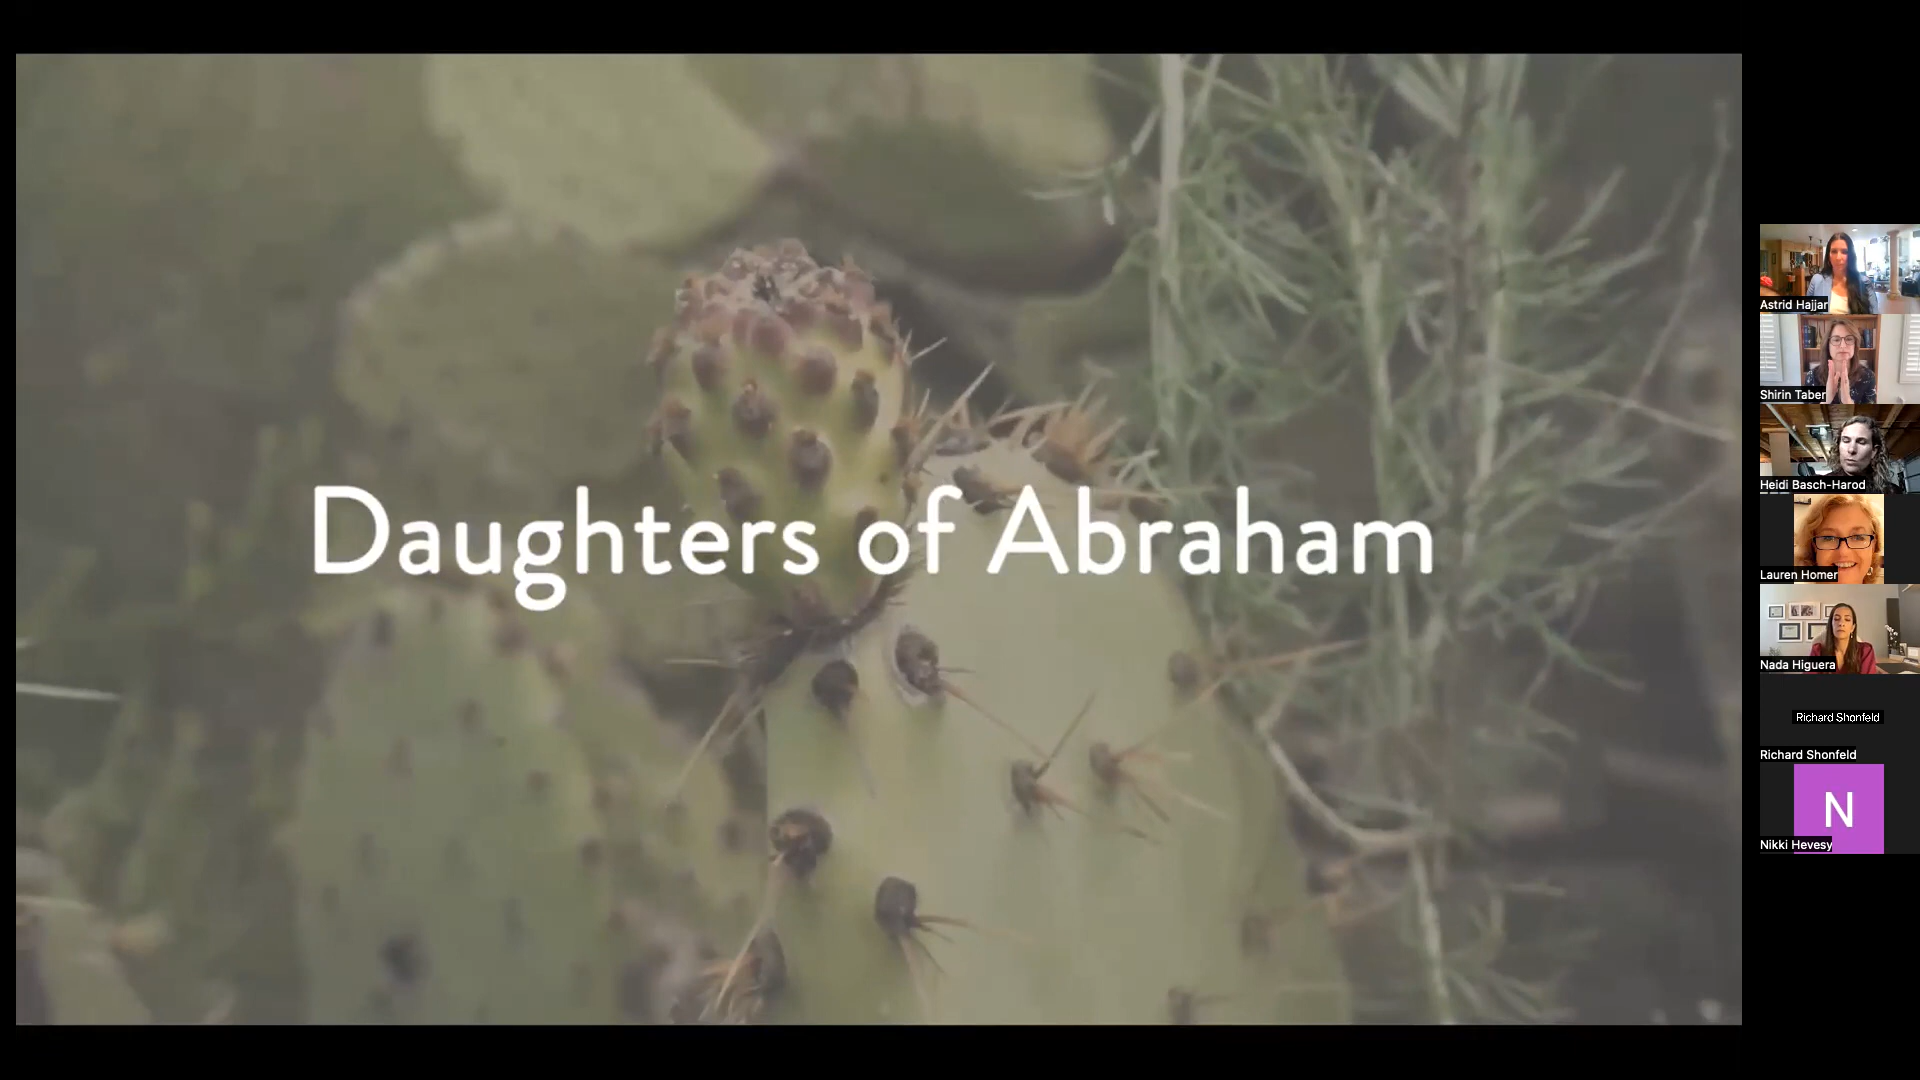 Daughters of Abraham
Astrid Hajjar
Shirin Taber
Heidi Basch-Harod
Lauren Homer
Nada Higuera
Richard Shonfeld
Richard Shonfeld
N
Nikki Hevesy